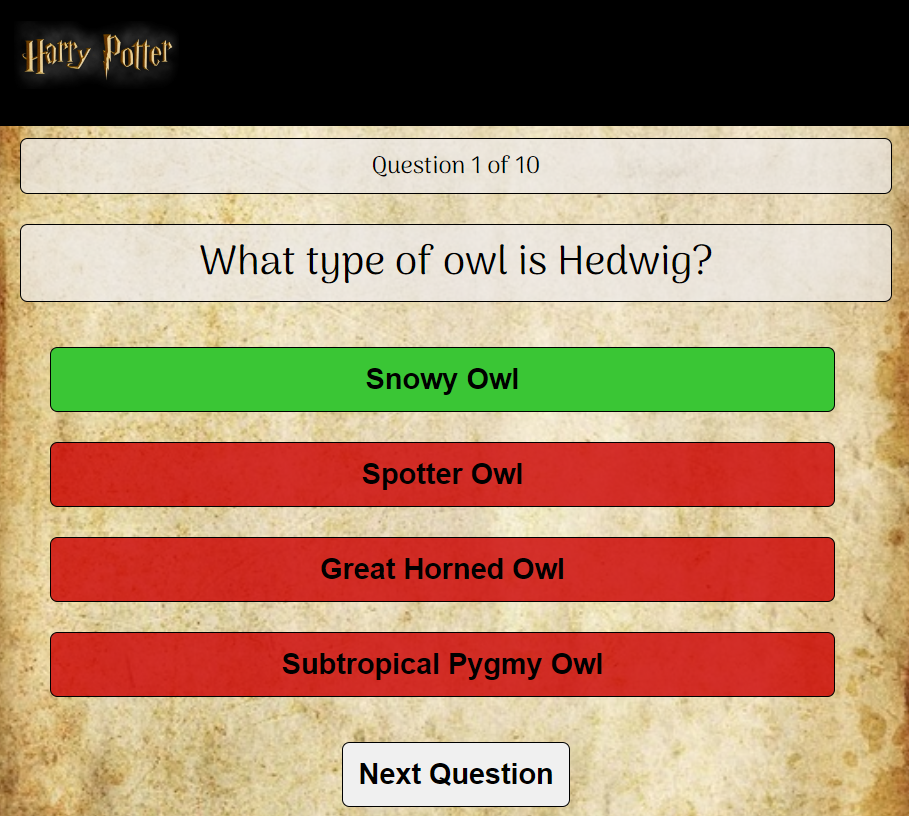 Harry Potter
Question 1 of 10
What type of owl is Hedwig?
Snowy Owl
Spotter Owl
Great Horned Owl
Subtropical Pygmy Owl
Next Question